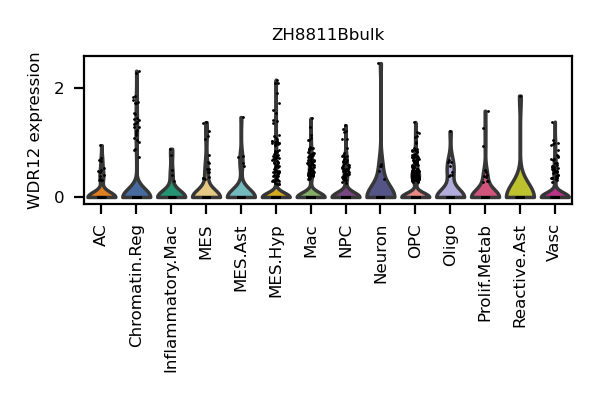 ZH8811Bbulk
WDR12 expression
2
0
AC
Chromatin.Reg
Inflammatory.Mac
MES
MES.Ast
MES.Hyp
Mac
NPC
Neuron
OPC
Oligo
Prolif.Metab
Reactive.Ast
Vasc